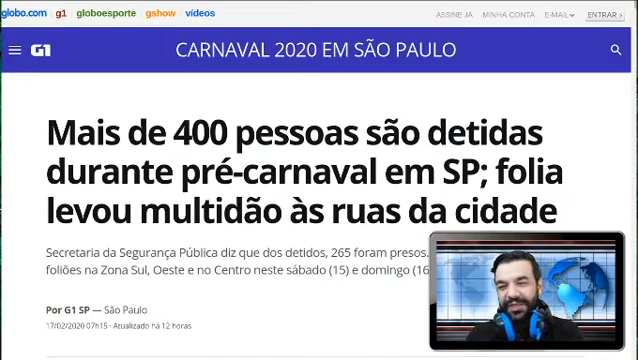 globo.com g1 globoesporte gshow vídeos
ASSINE JÁ MINHA CONTA E-MAIL ENTRAR ›
G1 CARNAVAL 2020 EM SÃO PAULO
Mais de 400 pessoas são detidas
durante pré-carnaval em SP; folia
levou multidão às ruas da cidade
Secretaria da Segurança Pública diz que dos detidos, 265 foram presos.
foliões na Zona Sul, Oeste e no Centro neste sábado (15) e domingo (16
Por G1 SP — São Paulo
17/02/2020 07h15 · Atualizado há 12 horas